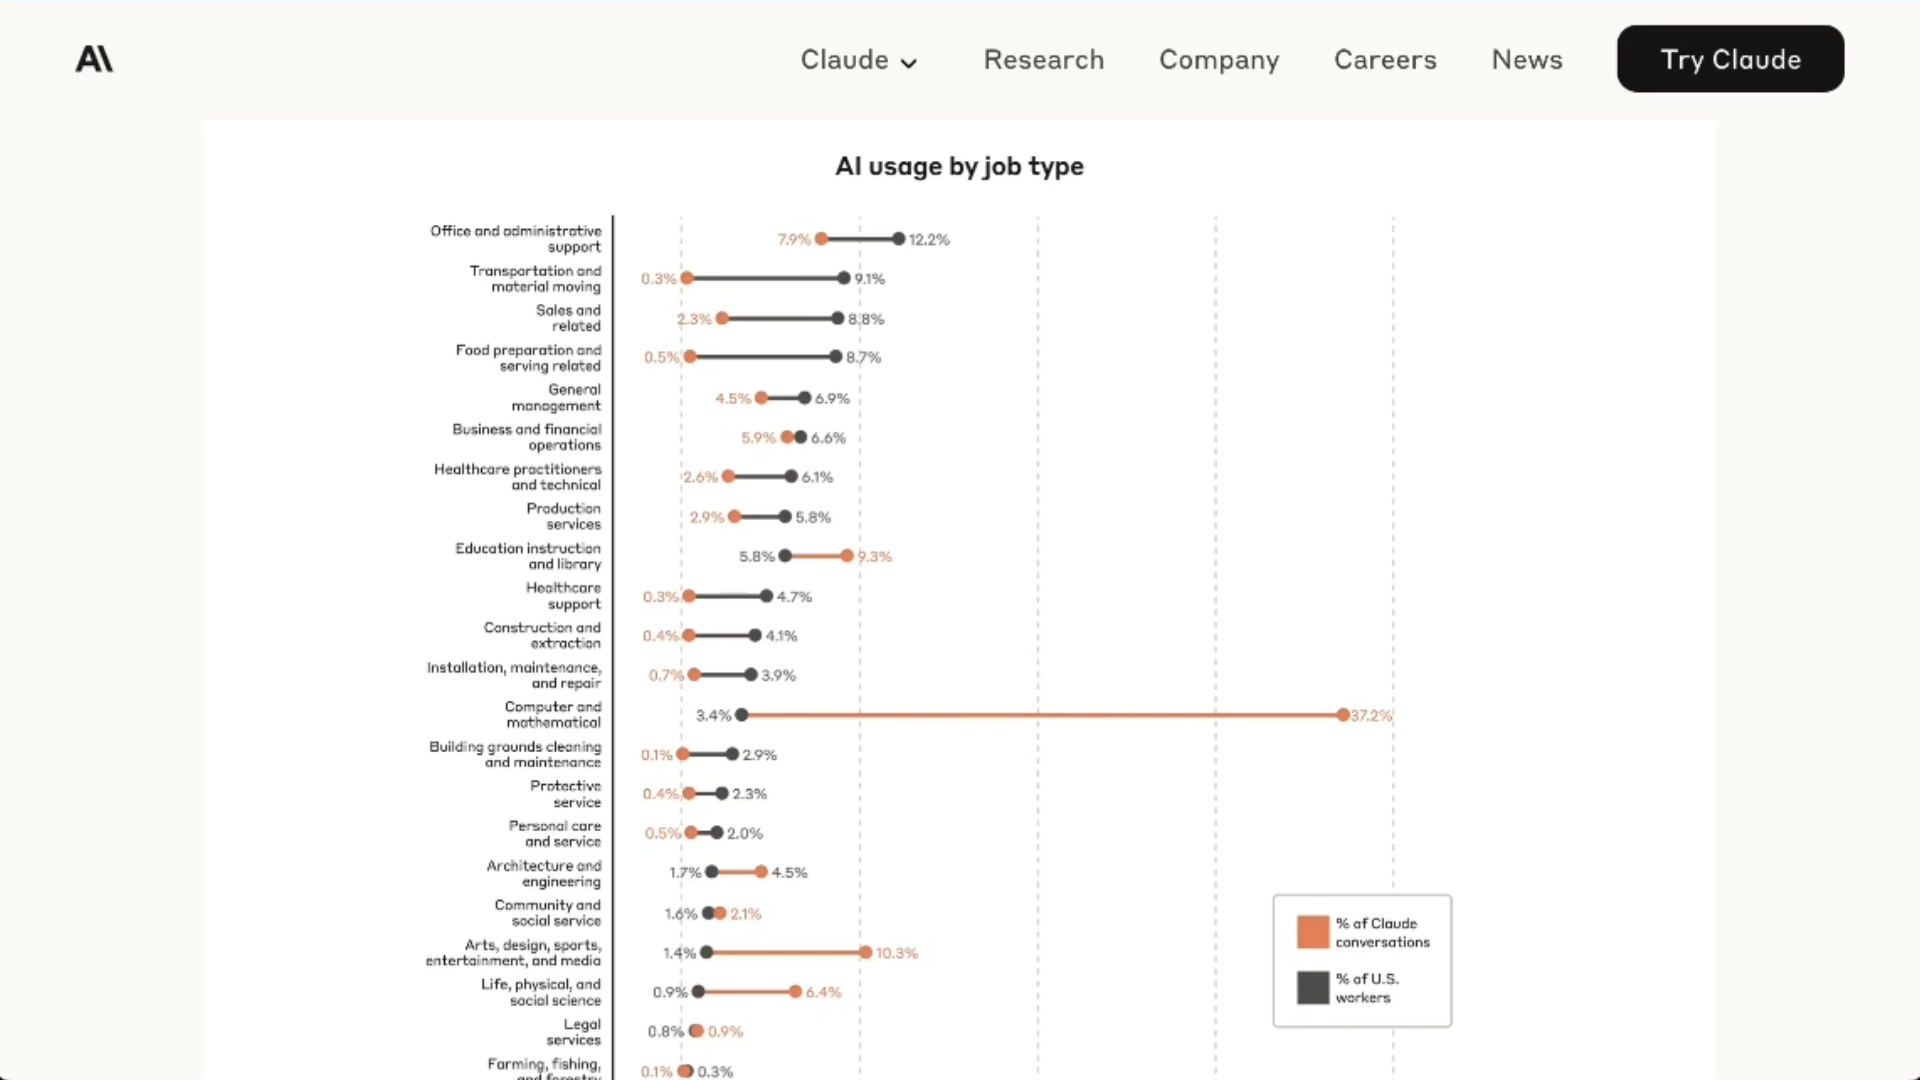 A\
Claude
Research
Company
Careers
News
Try Claude
AI usage by job type
Office and administrative
support
7.9%
12.2%
Transportation and
material moving
0.3%
9.1%
Sales and
related
2.3%
8.8%
Food preparation and
serving related
0.5%
8.7%
General
management
4.5%
6.9%
Business and financial
operations
5.9%
6.6%
Healthcare practitioners
and technical
2.6%
6.1%
Production
services
2.9%
5.8%
Education instruction
and library
5.8%
9.3%
Healthcare
support
0.3%
4.7%
Construction and
extraction
0.4%
4.1%
Installation, maintenance,
and repair
0.7%
3.9%
Computer and
mathematical
3.4%
37.2%
Building grounds cleaning
and maintenance
0.1%
2.9%
Protective
service
0.4%
2.3%
Personal care
and service
0.5%
2.0%
Architecture and
engineering
1.7%
4.5%
Community and
social service
1.6%
2.1%
Arts, design, sports,
entertainment, and media
1.4%
10.3%
Life, physical, and
social science
0.9%
6.4%
Legal
services
0.8%
0.9%
Farming, fishing,
and forestry
0.1%
0.3%
% of Claude
conversations
% of U.S.
workers